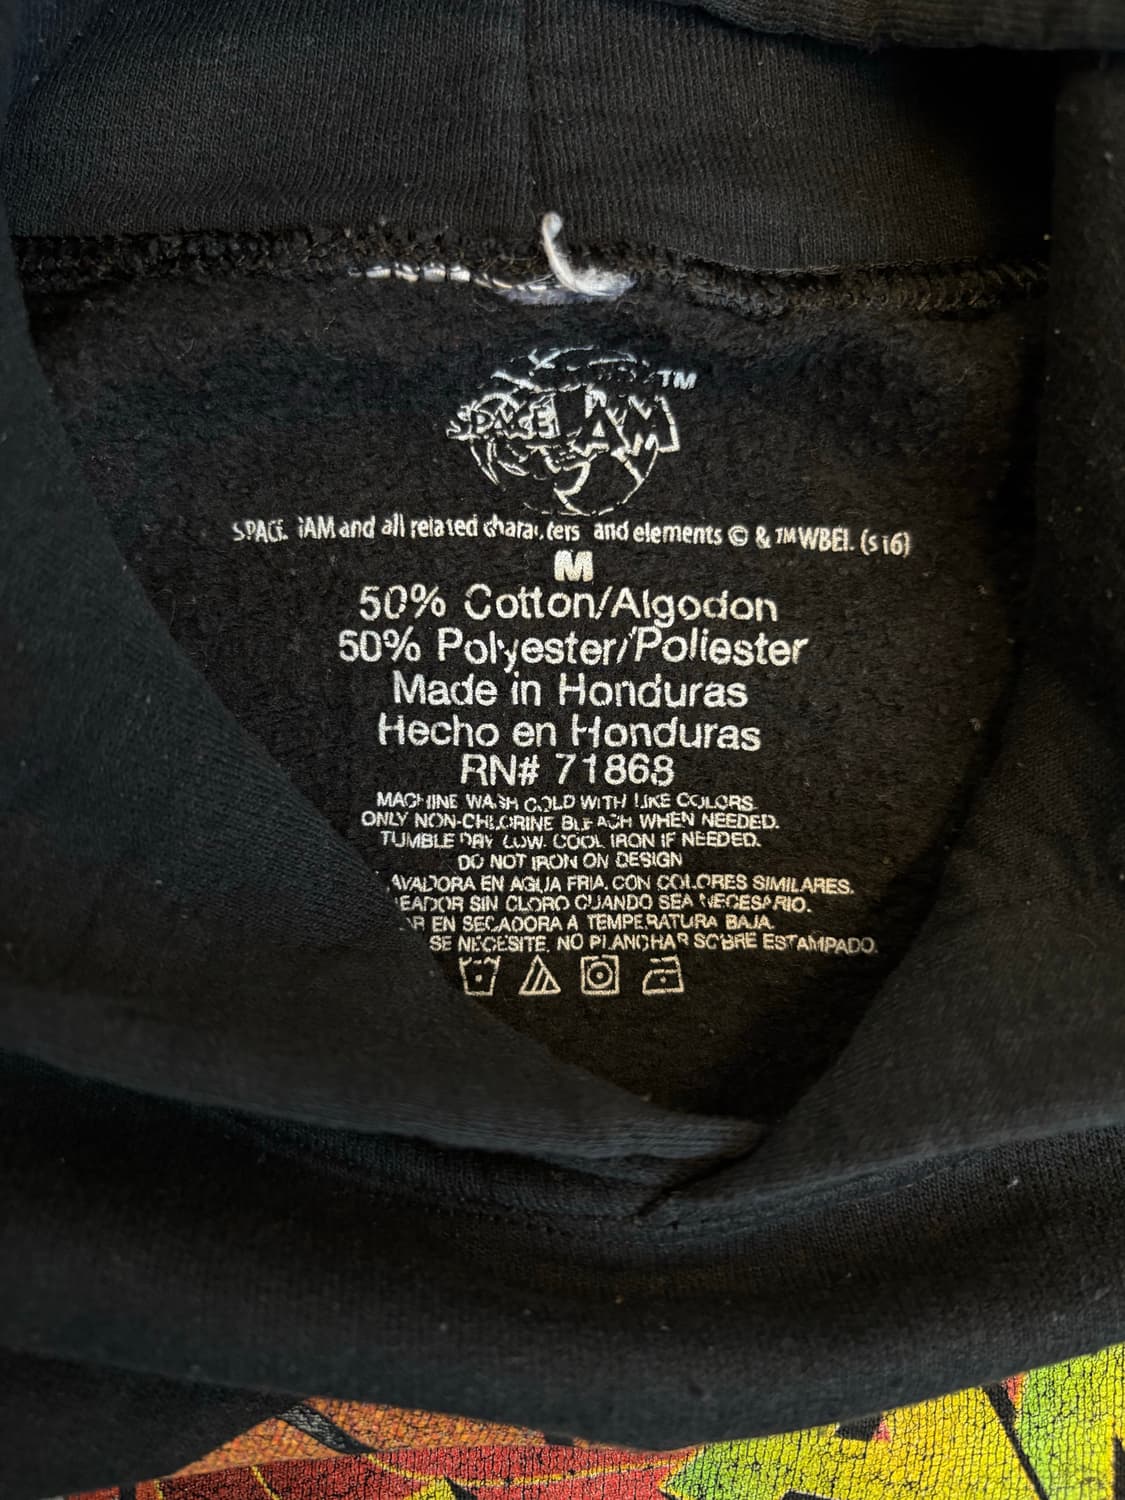 SPACE JAM TM
SPACE JAM and all related characters and elements © & TM WBEI. (s16)
M
50% Cotton/Algodon
50% Polyester/Poliester
Made in Honduras
Hecho en Honduras
RN# 71868
MACHINE WASH COLD WITH LIKE COLORS.
ONLY NON-CHLORINE BLEACH WHEN NEEDED.
TUMBLE DRY LOW. COOL IRON IF NEEDED.
DO NOT IRON ON DESIGN
AVADORA EN AGUA FRIA. CON COLORES SIMILARES.
EADOR SIN CLORO CUANDO SEA NECESARIO.
AR EN SECADORA A TEMPERATURA BAJA.
SE NECESITE. NO PLANCHAR SOBRE ESTAMPADO.